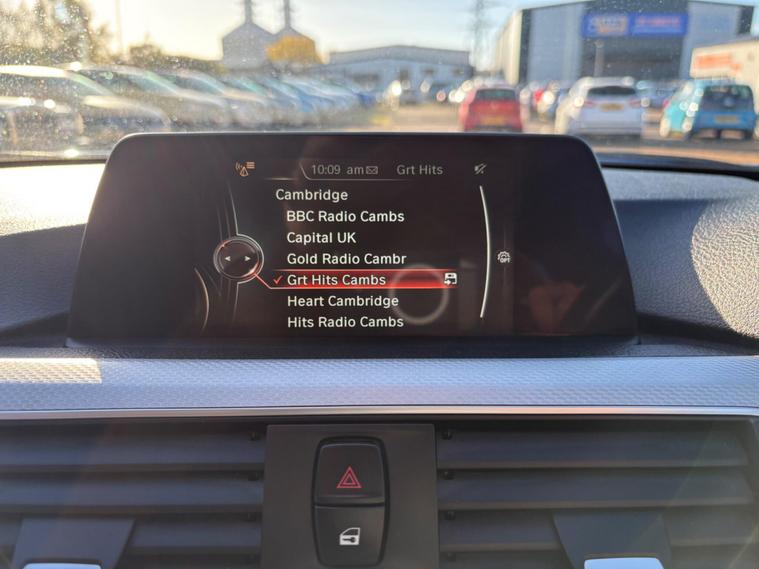 10:09 am Grt Hits
Cambridge
BBC Radio Cambs
Capital UK
Gold Radio Cambr
Grt Hits Cambs
Heart Cambridge
Hits Radio Cambs
OFF